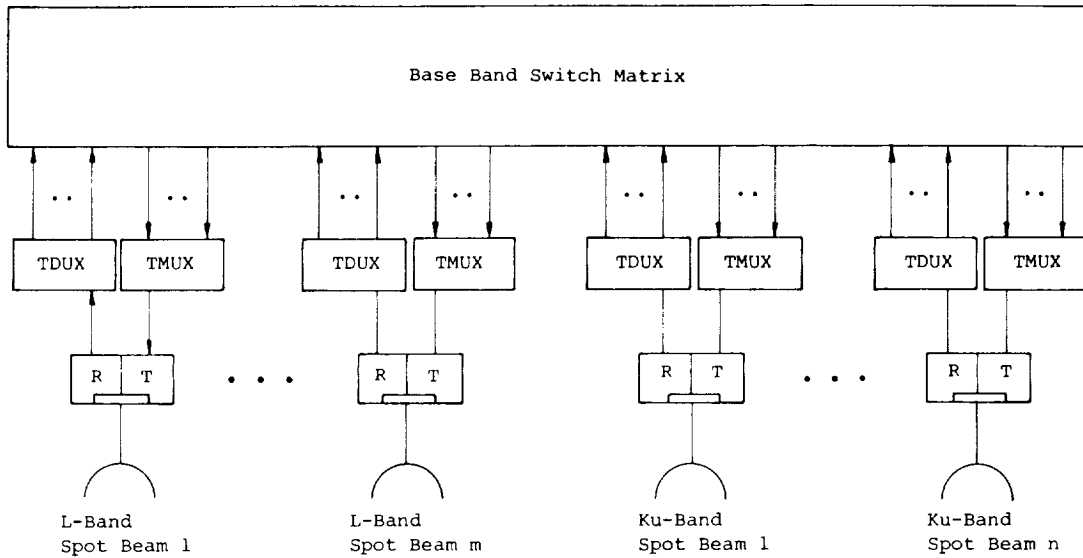 Base Band Switch Matrix
TDUX TMUX TDUX TMUX TDUX TMUX TDUX TMUX
R T R T R T R T
L-Band L-Band Ku-Band Ku-Band
Spot Beam 1 Spot Beam m Spot Beam 1 Spot Beam n